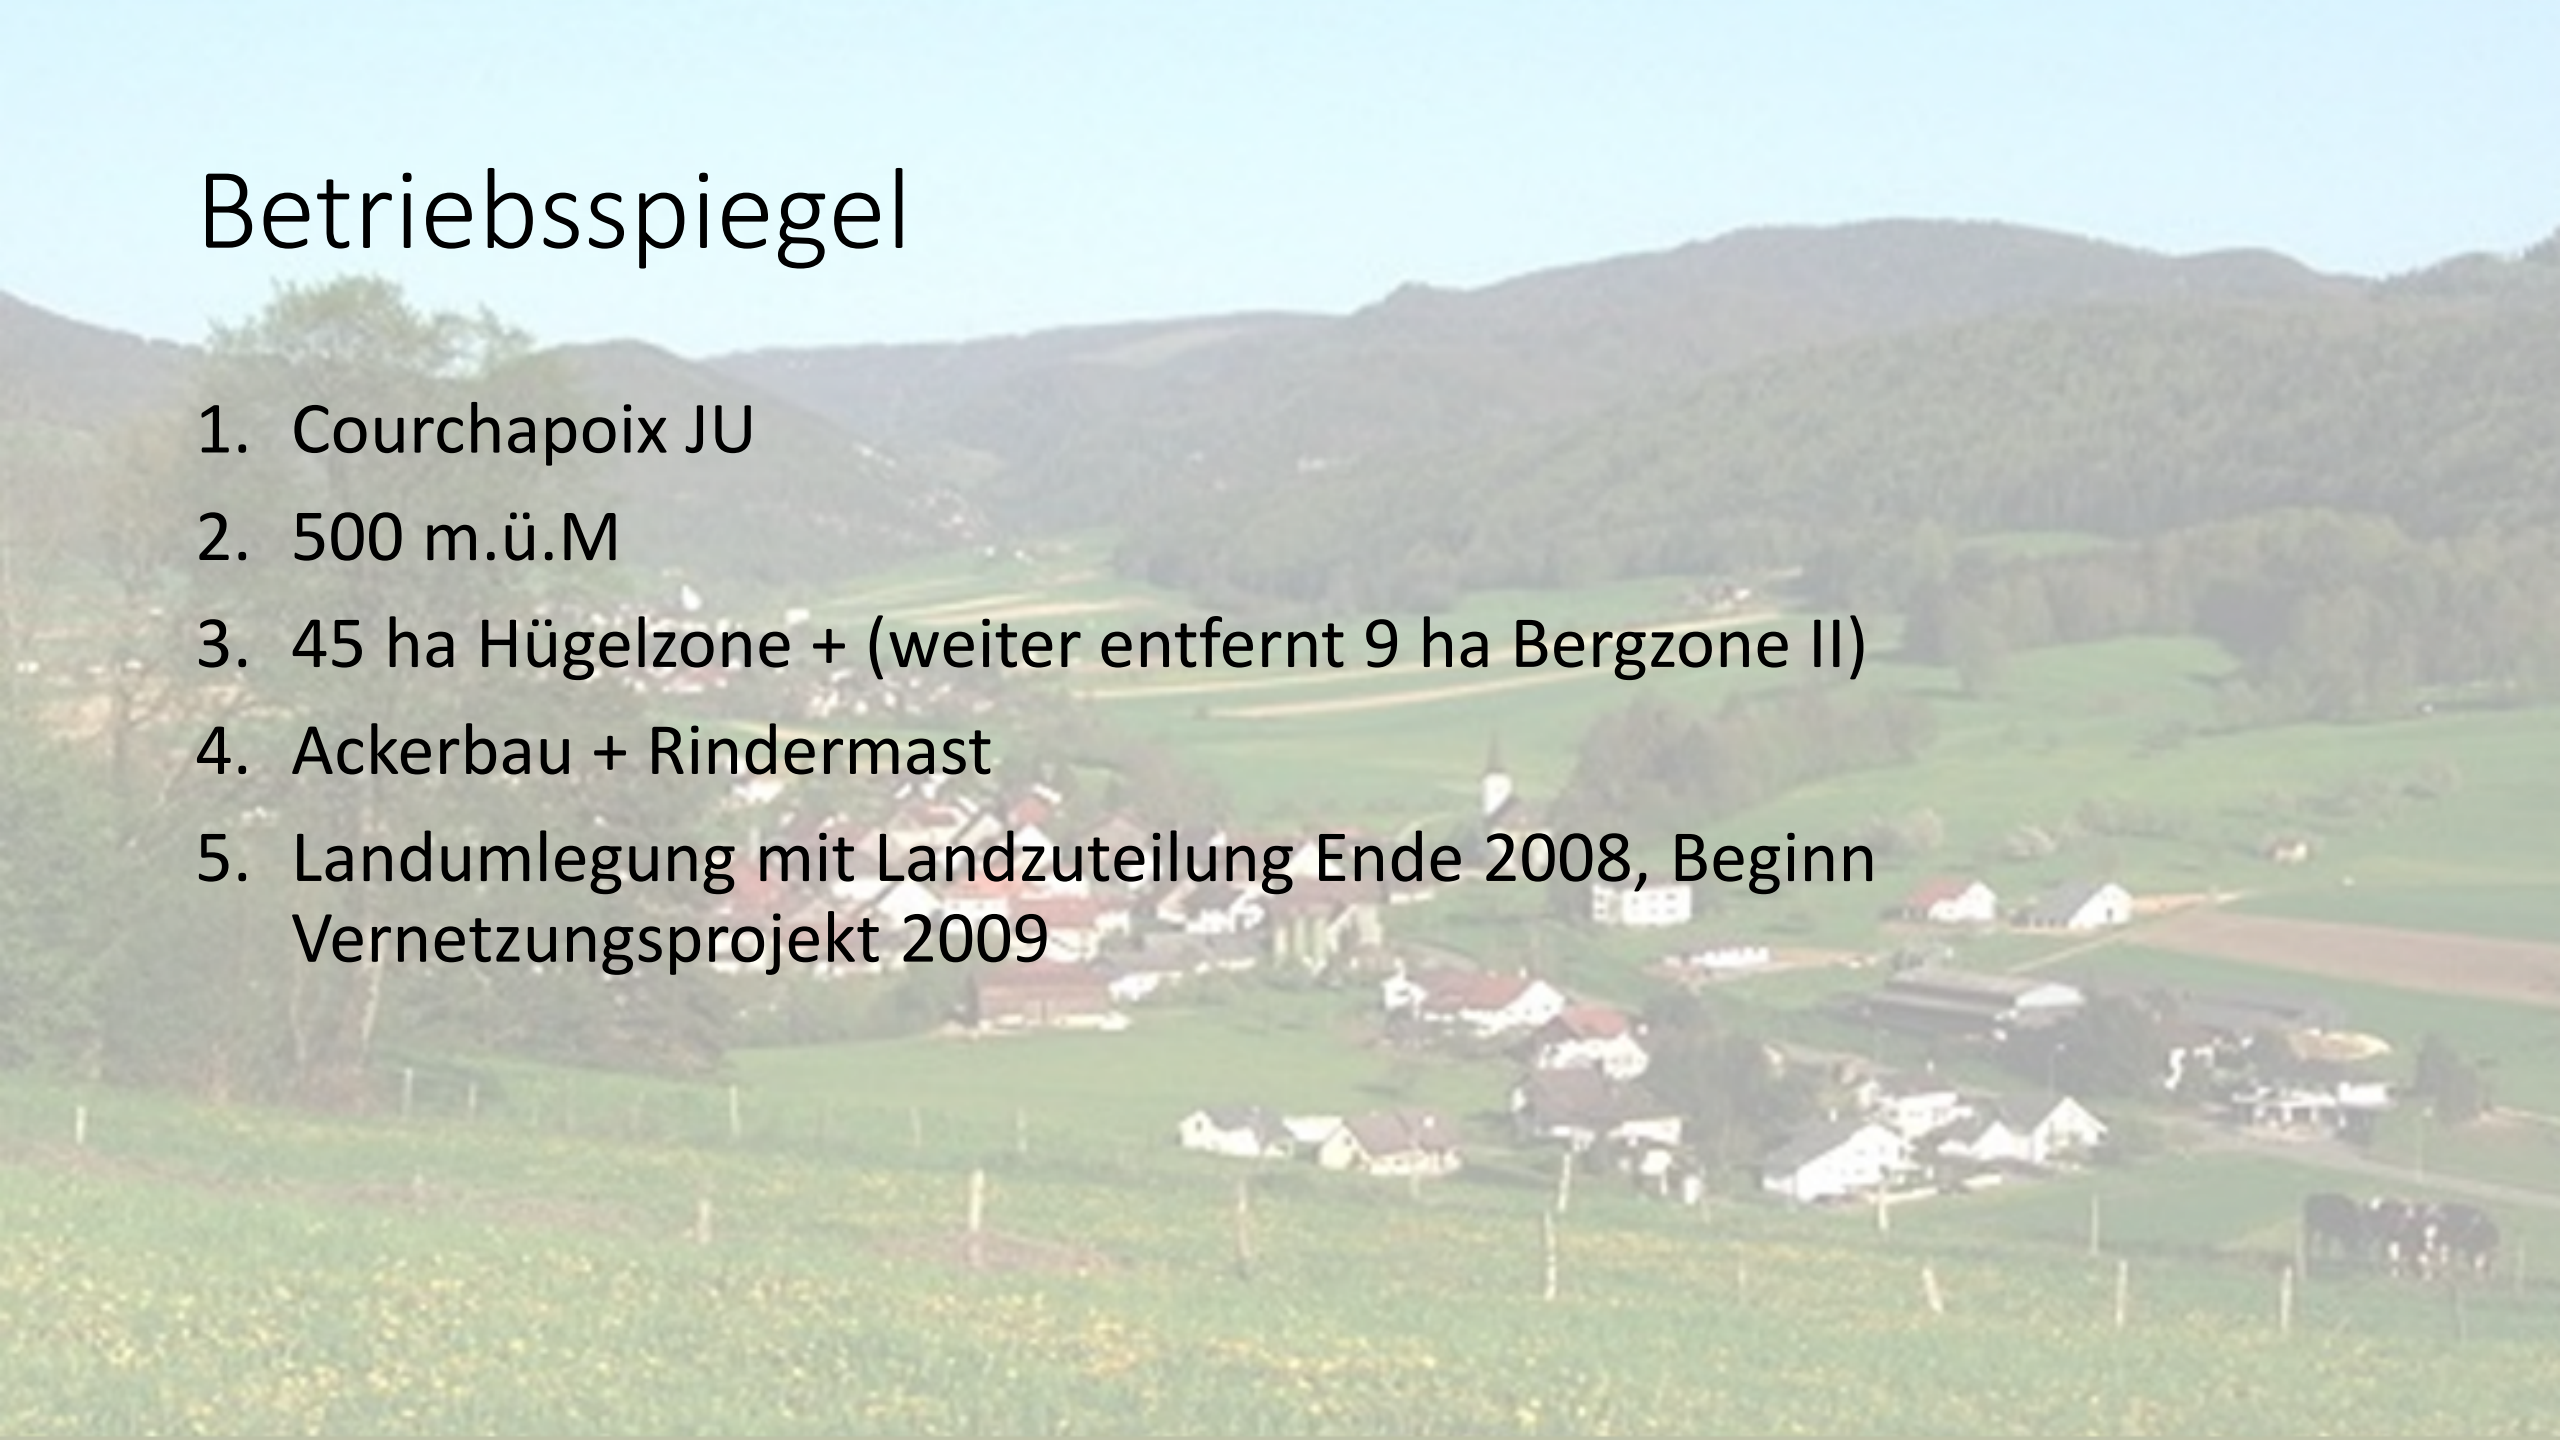 Betriebsspiegel
1. Courchapoix JU
2. 500 m.ü.M
3. 45 ha Hügelzone + (weiter entfernt 9 ha Bergzone II)
4. Ackerbau + Rindermast
5. Landumlegung mit Landzuteilung Ende 2008, Beginn
Vernetzungsprojekt 2009